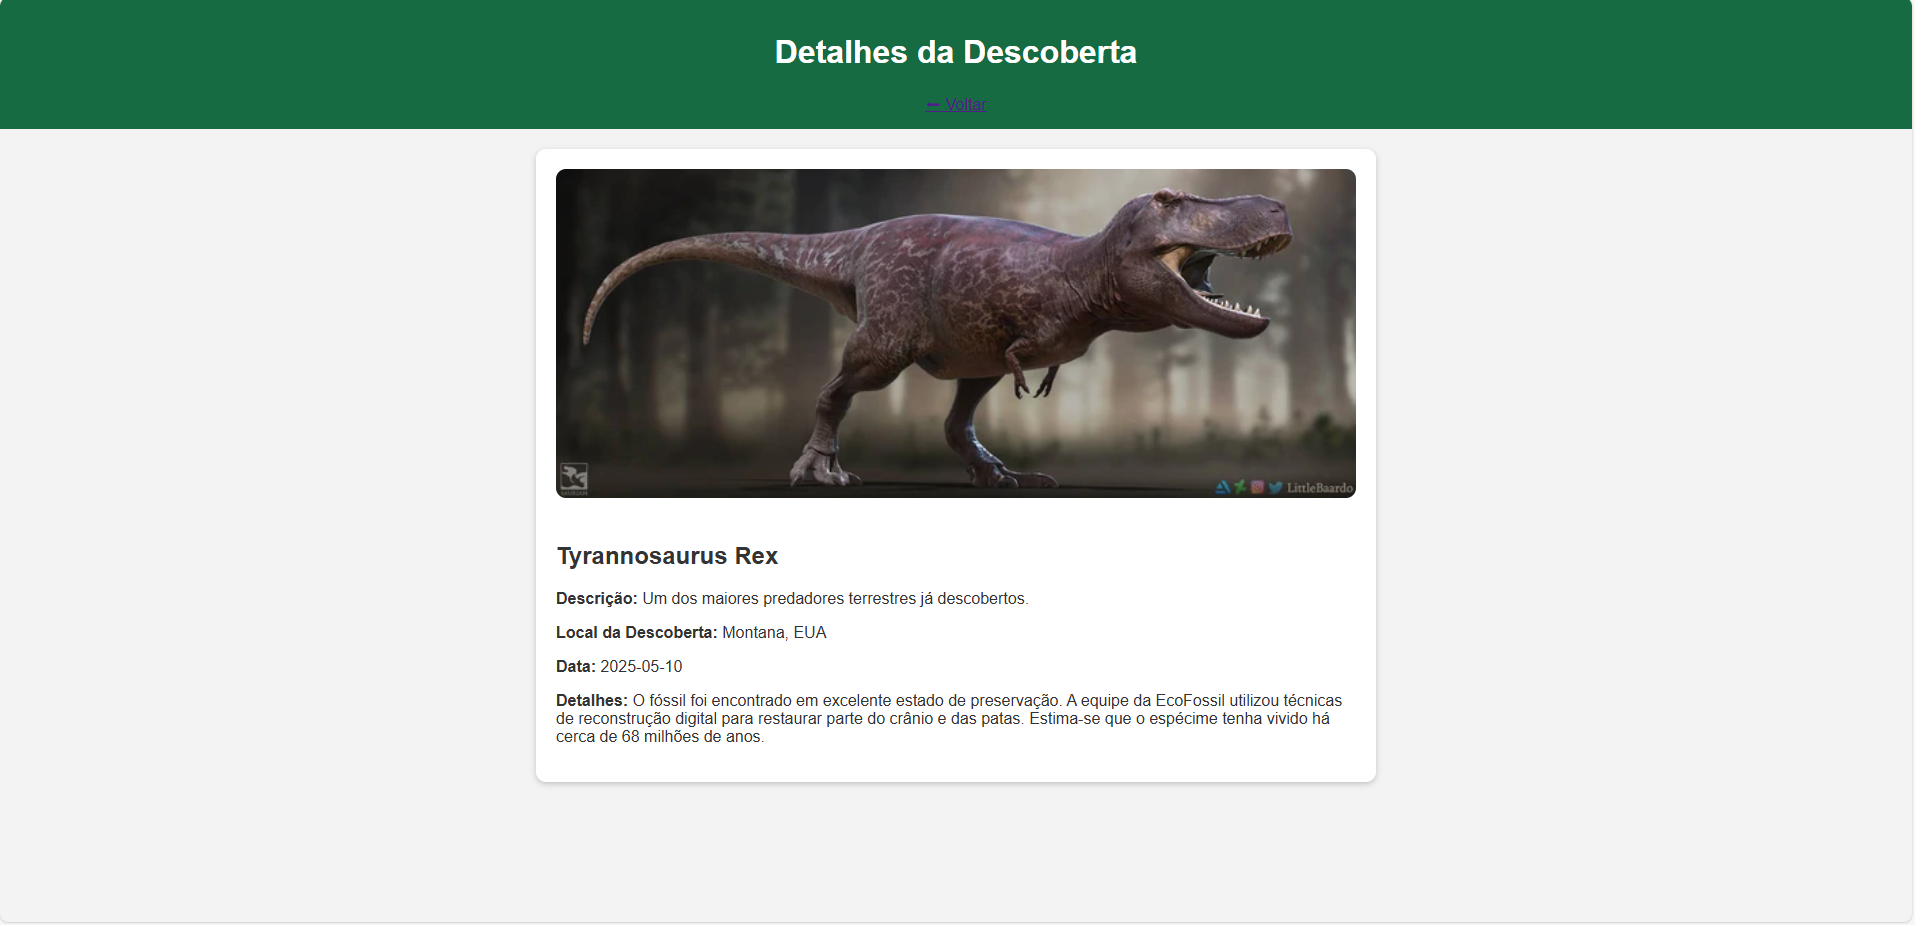 Detalhes da Descoberta
← Voltar
SAURIAN
LittleBaardo
Tyrannosaurus Rex
Descrição: Um dos maiores predadores terrestres já descobertos.
Local da Descoberta: Montana, EUA
Data: 2025-05-10
Detalhes: O fóssil foi encontrado em excelente estado de preservação. A equipe da EcoFossil utilizou técnicas
de reconstrução digital para restaurar parte do crânio e das patas. Estima-se que o espécime tenha vivido há
cerca de 68 milhões de anos.